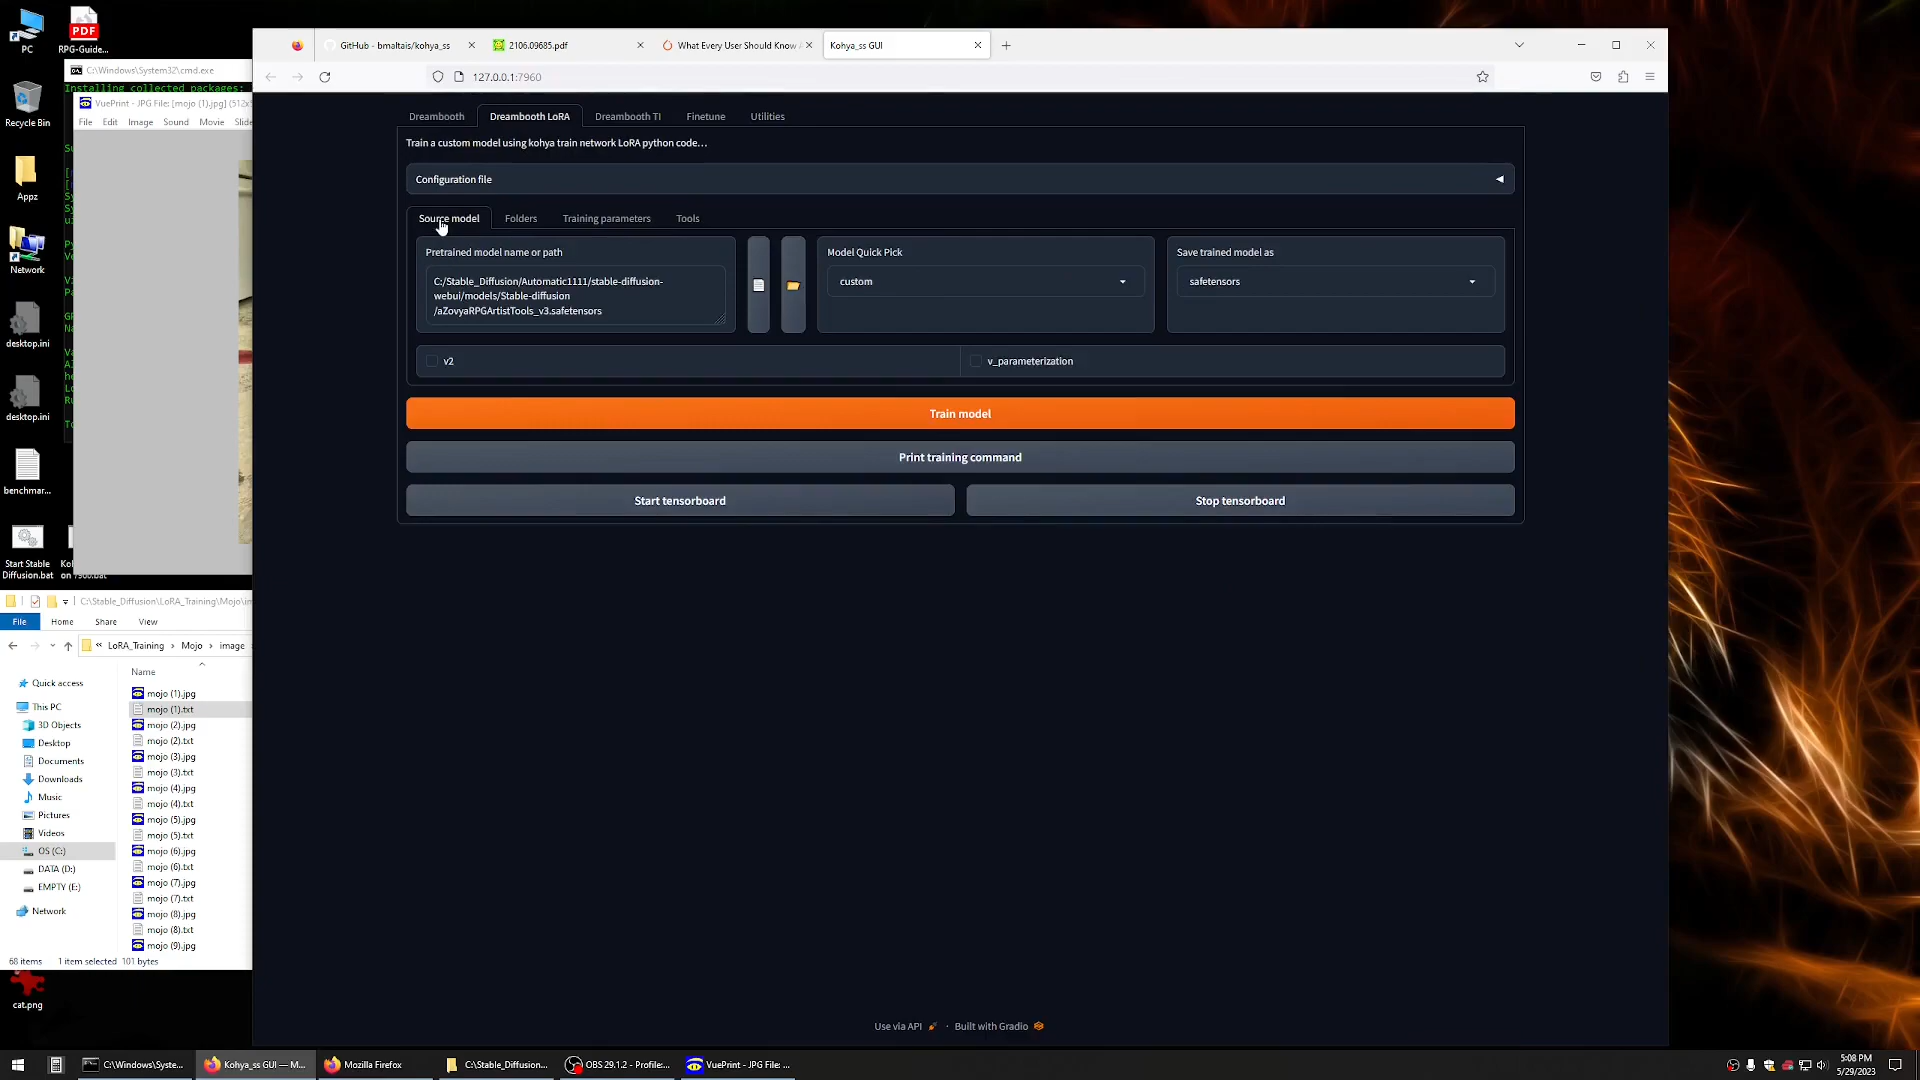 PC
RPG-Guide...
Recycle Bin
Appz
Network
desktop.ini
desktop.ini
benchmar...
Start Stable
Diffusion.bat
cat.png
C:\Windows\System32\cmd.exe
Installing collected packages:
VuePrint - JPG File: [mojo (1).jpg] (512x5
File Edit Image Sound Movie Slide
GitHub - bmaltais/kohya_ss
2106.09685.pdf
What Every User Should Know
Kohya_ss GUI
127.0.0.1:7960
Dreambooth
Dreambooth LoRA
Dreambooth TI
Finetune
Utilities
Train a custom model using kohya train network LoRA python code...
Configuration file
Source model
Folders
Training parameters
Tools
Pretrained model name or path
C:/Stable_Diffusion/Automatic1111/stable-diffusion-
webui/models/Stable-diffusion
/aZovyaRPGArtistTools_v3.safetensors
Model Quick Pick
custom
Save trained model as
safetensors
v2
v_parameterization
Train model
Print training command
Start tensorboard
Stop tensorboard
Use via API · Built with Gradio
C:\Stable_Diffusion\LoRA_Training\Mojo\im
File Home Share View
« LoRA_Training › Mojo › image
Name
Quick access
This PC
3D Objects
Desktop
Documents
Downloads
Music
Pictures
Videos
OS (C:)
DATA (D:)
EMPTY (E:)
Network
mojo (1).jpg
mojo (1).txt
mojo (2).jpg
mojo (2).txt
mojo (3).jpg
mojo (3).txt
mojo (4).jpg
mojo (4).txt
mojo (5).jpg
mojo (5).txt
mojo (6).jpg
mojo (6).txt
mojo (7).jpg
mojo (7).txt
mojo (8).jpg
mojo (8).txt
mojo (9).jpg
68 items 1 item selected 101 bytes
C:\Windows\Syste...
Kohya_ss GUI — M...
Mozilla Firefox
C:\Stable_Diffusion...
OBS 29.1.2 - Profile:...
VuePrint - JPG File: ...
5:08 PM
5/29/2023